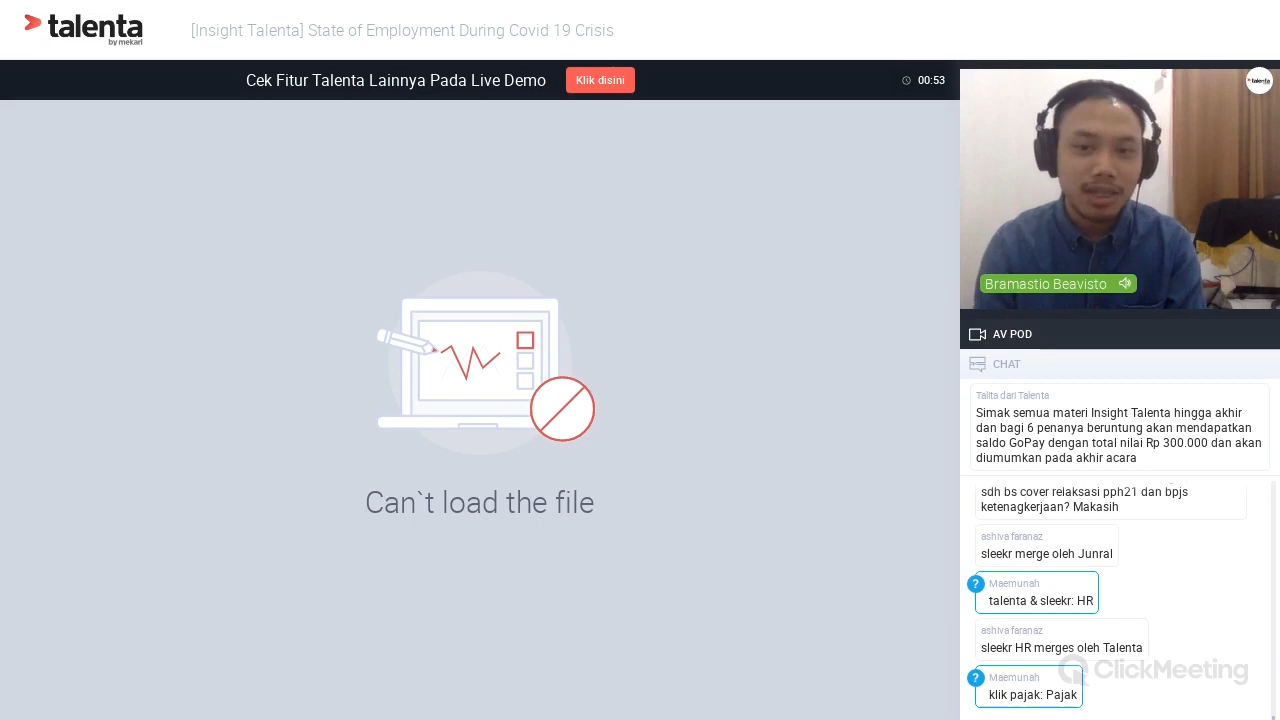 talenta
by mekari
[Insight Talenta] State of Employment During Covid 19 Crisis
Cek Fitur Talenta Lainnya Pada Live Demo
Klik disini
00:53
talenta
Bramastio Beavisto
AV POD
CHAT
Talita dari Talenta
Simak semua materi Insight Talenta hingga akhir
dan bagi 6 penanya beruntung akan mendapatkan
saldo GoPay dengan total nilai Rp 300.000 dan akan
diumumkan pada akhir acara
sdh bs cover relaksasi pph21 dan bpjs
ketenagkerjaan? Makasih
ashiva faranaz
sleekr merge oleh Junral
?
Maemunah
talenta & sleekr: HR
ashiva faranaz
sleekr HR merges oleh Talenta
?
Maemunah
klik pajak: Pajak
ClickMeeting
Can`t load the file